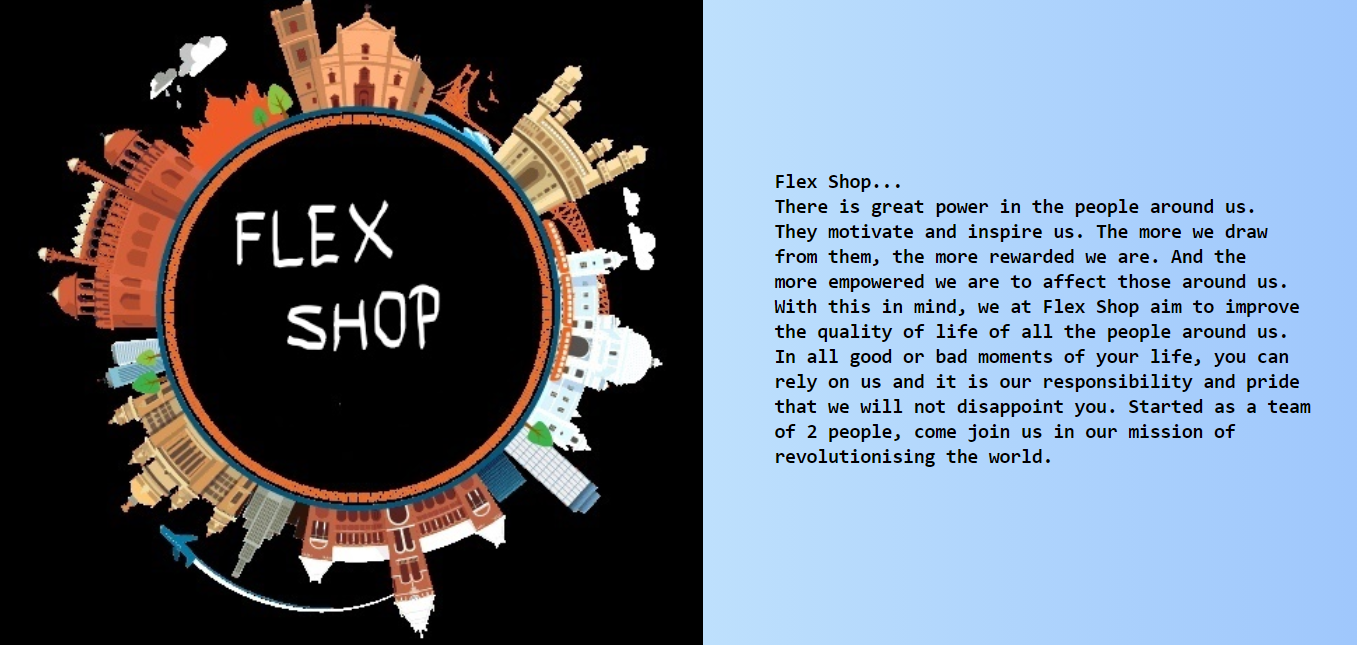 FLEX
SHOP
Flex Shop...
There is great power in the people around us.
They motivate and inspire us. The more we draw
from them, the more rewarded we are. And the
more empowered we are to affect those around us.
With this in mind, we at Flex Shop aim to improve
the quality of life of all the people around us.
In all good or bad moments of your life, you can
rely on us and it is our responsibility and pride
that we will not disappoint you. Started as a team
of 2 people, come join us in our mission of
revolutionising the world.